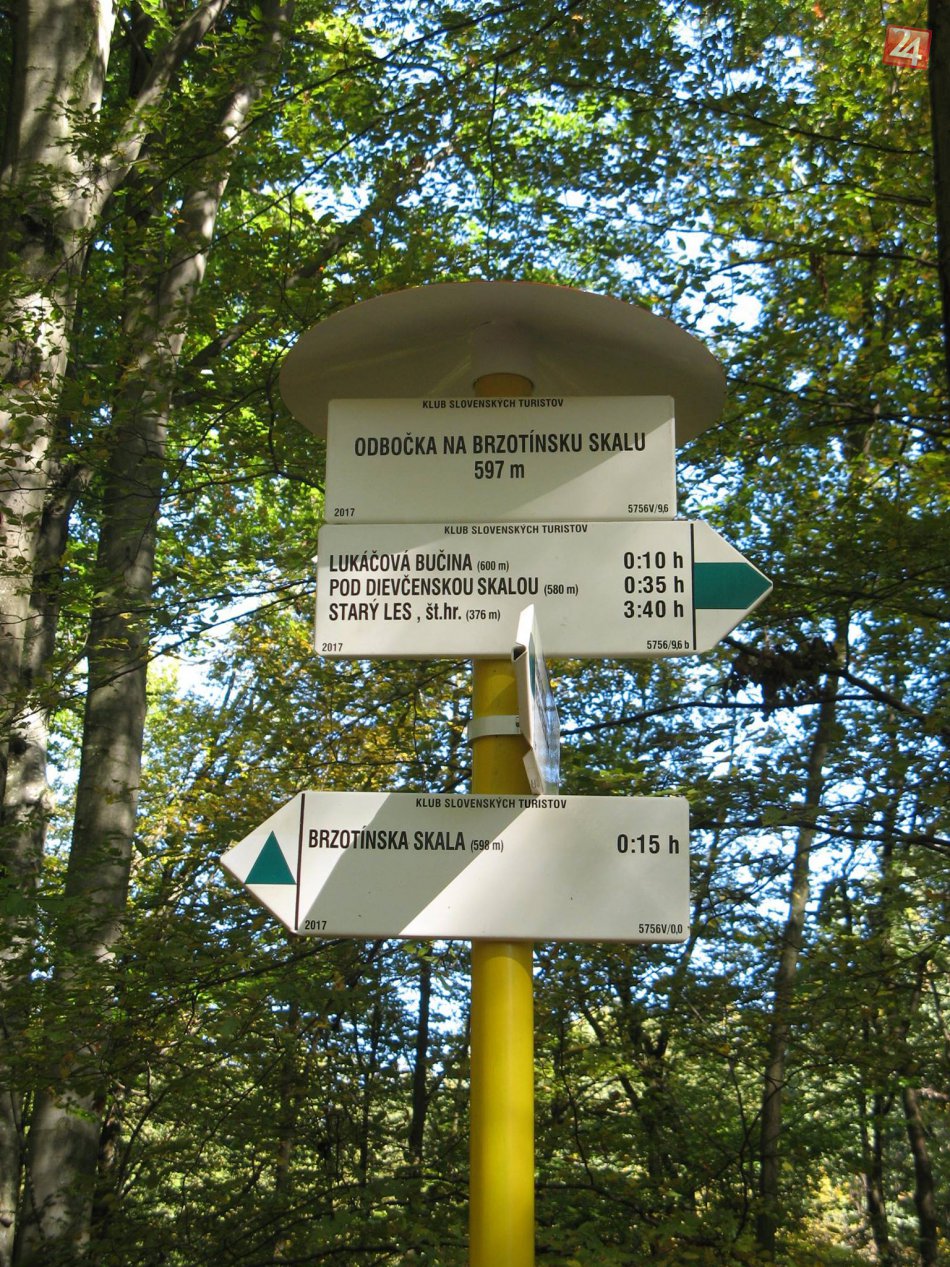 24
KLUB SLOVENSKÝCH TURISTOV
ODBOČKA NA BRZOTÍNSKU SKALU
597 m
2017 5756V/9,6
KLUB SLOVENSKÝCH TURISTOV
LUKÁČOVÁ BUČINA (600 m) 0:10 h
POD DIEVČENSKOU SKALOU (580 m) 0:35 h
STARÝ LES , št.hr. (376 m) 3:40 h
2017 5756/9,6 b
KLUB SLOVENSKÝCH TURISTOV
BRZOTÍNSKA SKALA (598 m) 0:15 h
2017 5756V/0,0